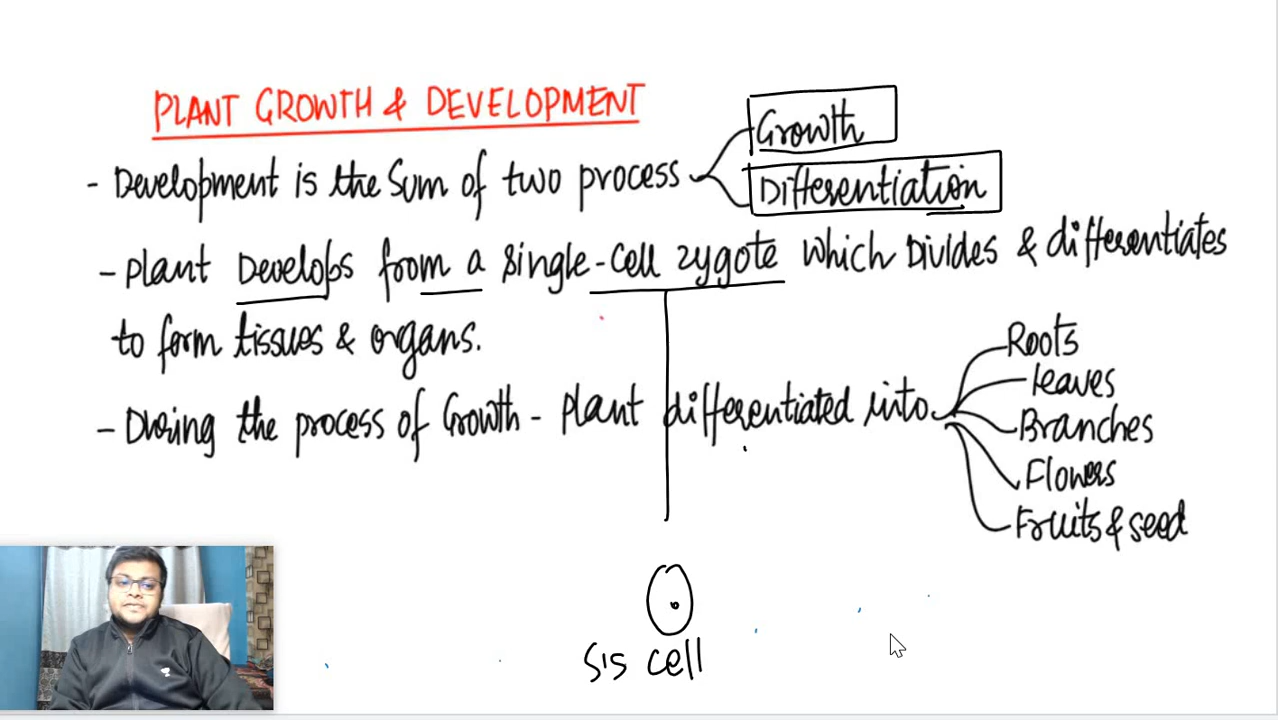 PLANT GROWTH & DEVELOPMENT
- Development is the Sum of two process
Growth
Differentiation
- Plant Develops from a single-cell zygote which Divides & differentiates
to form tissues & organs.
- During the process of Growth - Plant differentiated into
Roots
leaves
Branches
Flowers
Fruits & seed
cell